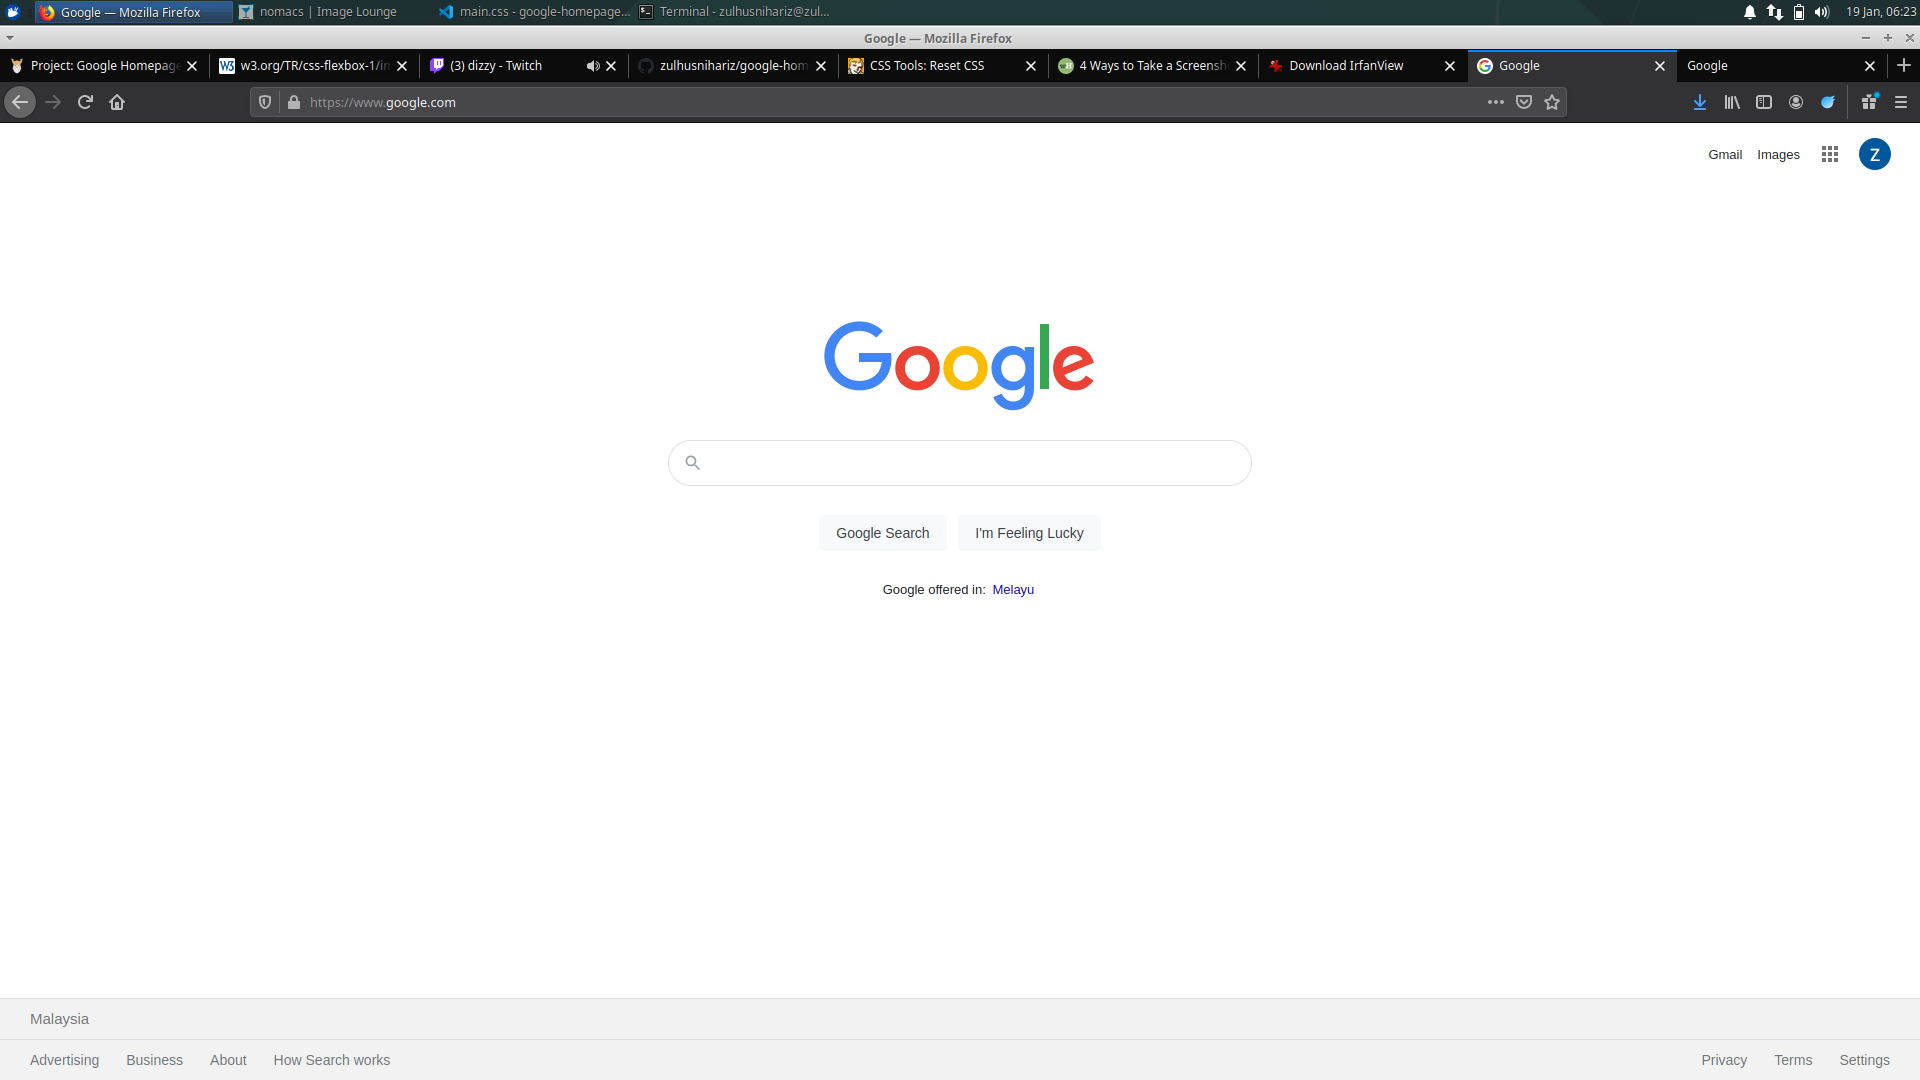 Google — Mozilla Firefox
nomacs | Image Lounge
main.css - google-homepage...
Terminal - zulhusnihariz@zul...
19 Jan, 06:23
Google — Mozilla Firefox
Project: Google Homepage
w3.org/TR/css-flexbox-1/in
(3) dizzy - Twitch
zulhusnihariz/google-hom
CSS Tools: Reset CSS
4 Ways to Take a Screensh
Download IrfanView
Google
Google
https://www.google.com
Gmail
Images
Z
Google
Google Search
I'm Feeling Lucky
Google offered in: Melayu
Malaysia
Advertising
Business
About
How Search works
Privacy
Terms
Settings